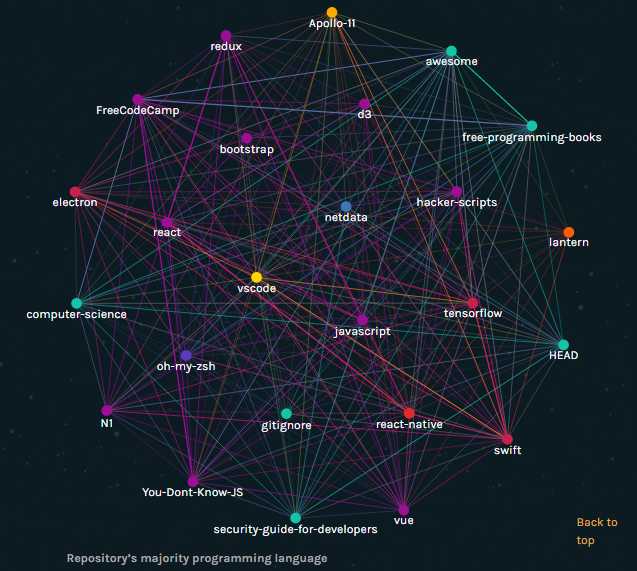 Apollo-11
redux
awesome
FreeCodeCamp
d3
free-programming-books
bootstrap
electron
hacker-scripts
netdata
react
lantern
vscode
computer-science
tensorflow
javascript
HEAD
oh-my-zsh
N1
gitignore
react-native
swift
You-Dont-Know-JS
vue
security-guide-for-developers
Back to
top
Repository's majority programming language